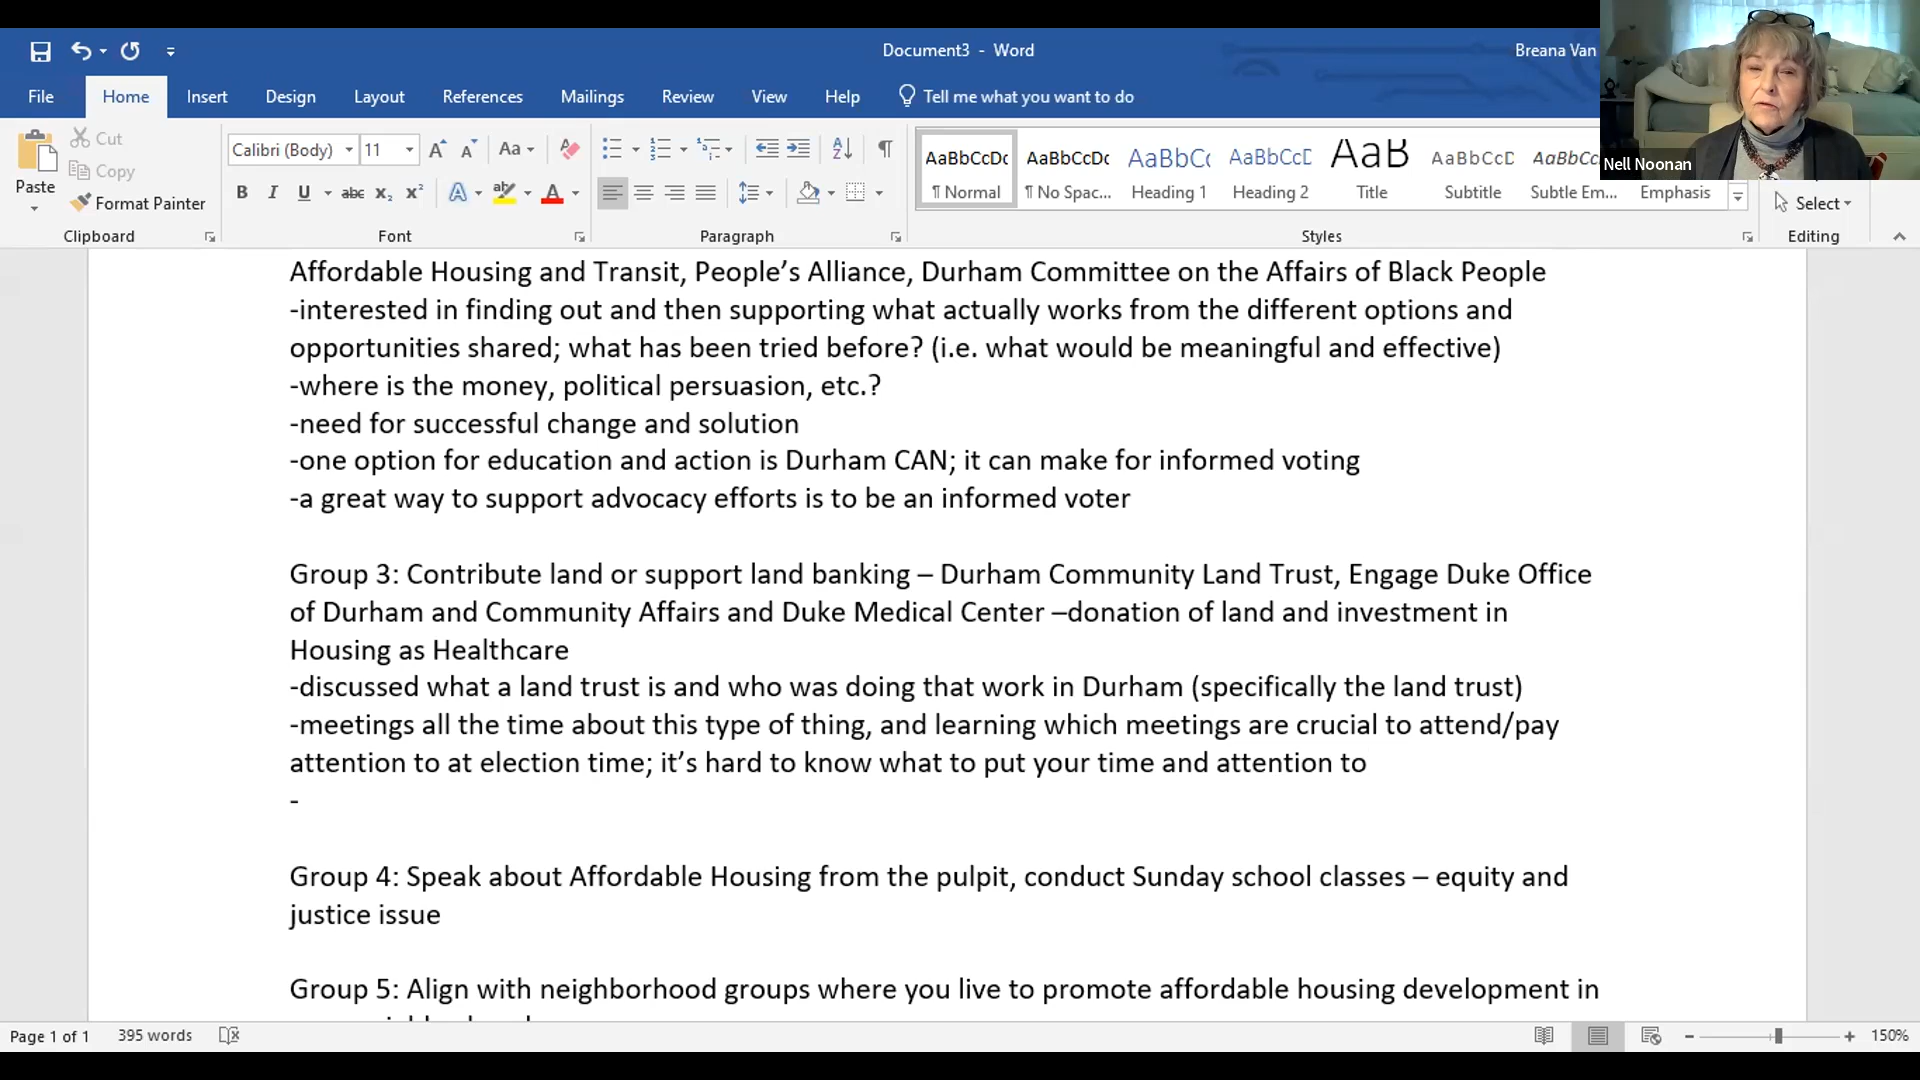 Document3 - Word
Breana Van
File Home Insert Design Layout References Mailings Review View Help Tell me what you want to do
Nell Noonan
Paste
Cut
Copy
Format Painter
Clipboard
Calibri (Body) 11
Font
Paragraph
AaBbCcDc AaBbCcDc AaBbC AaBbCcD AaB AaBbCcD AaBbCc
¶ Normal ¶ No Spac... Heading 1 Heading 2 Title Subtitle Subtle Em... Emphasis
Styles
Select
Editing
Affordable Housing and Transit, People’s Alliance, Durham Committee on the Affairs of Black People
-interested in finding out and then supporting what actually works from the different options and
opportunities shared; what has been tried before? (i.e. what would be meaningful and effective)
-where is the money, political persuasion, etc.?
-need for successful change and solution
-one option for education and action is Durham CAN; it can make for informed voting
-a great way to support advocacy efforts is to be an informed voter
Group 3: Contribute land or support land banking – Durham Community Land Trust, Engage Duke Office
of Durham and Community Affairs and Duke Medical Center –donation of land and investment in
Housing as Healthcare
-discussed what a land trust is and who was doing that work in Durham (specifically the land trust)
-meetings all the time about this type of thing, and learning which meetings are crucial to attend/pay
attention to at election time; it’s hard to know what to put your time and attention to
-
Group 4: Speak about Affordable Housing from the pulpit, conduct Sunday school classes – equity and
justice issue
Group 5: Align with neighborhood groups where you live to promote affordable housing development in
Page 1 of 1 395 words
150%